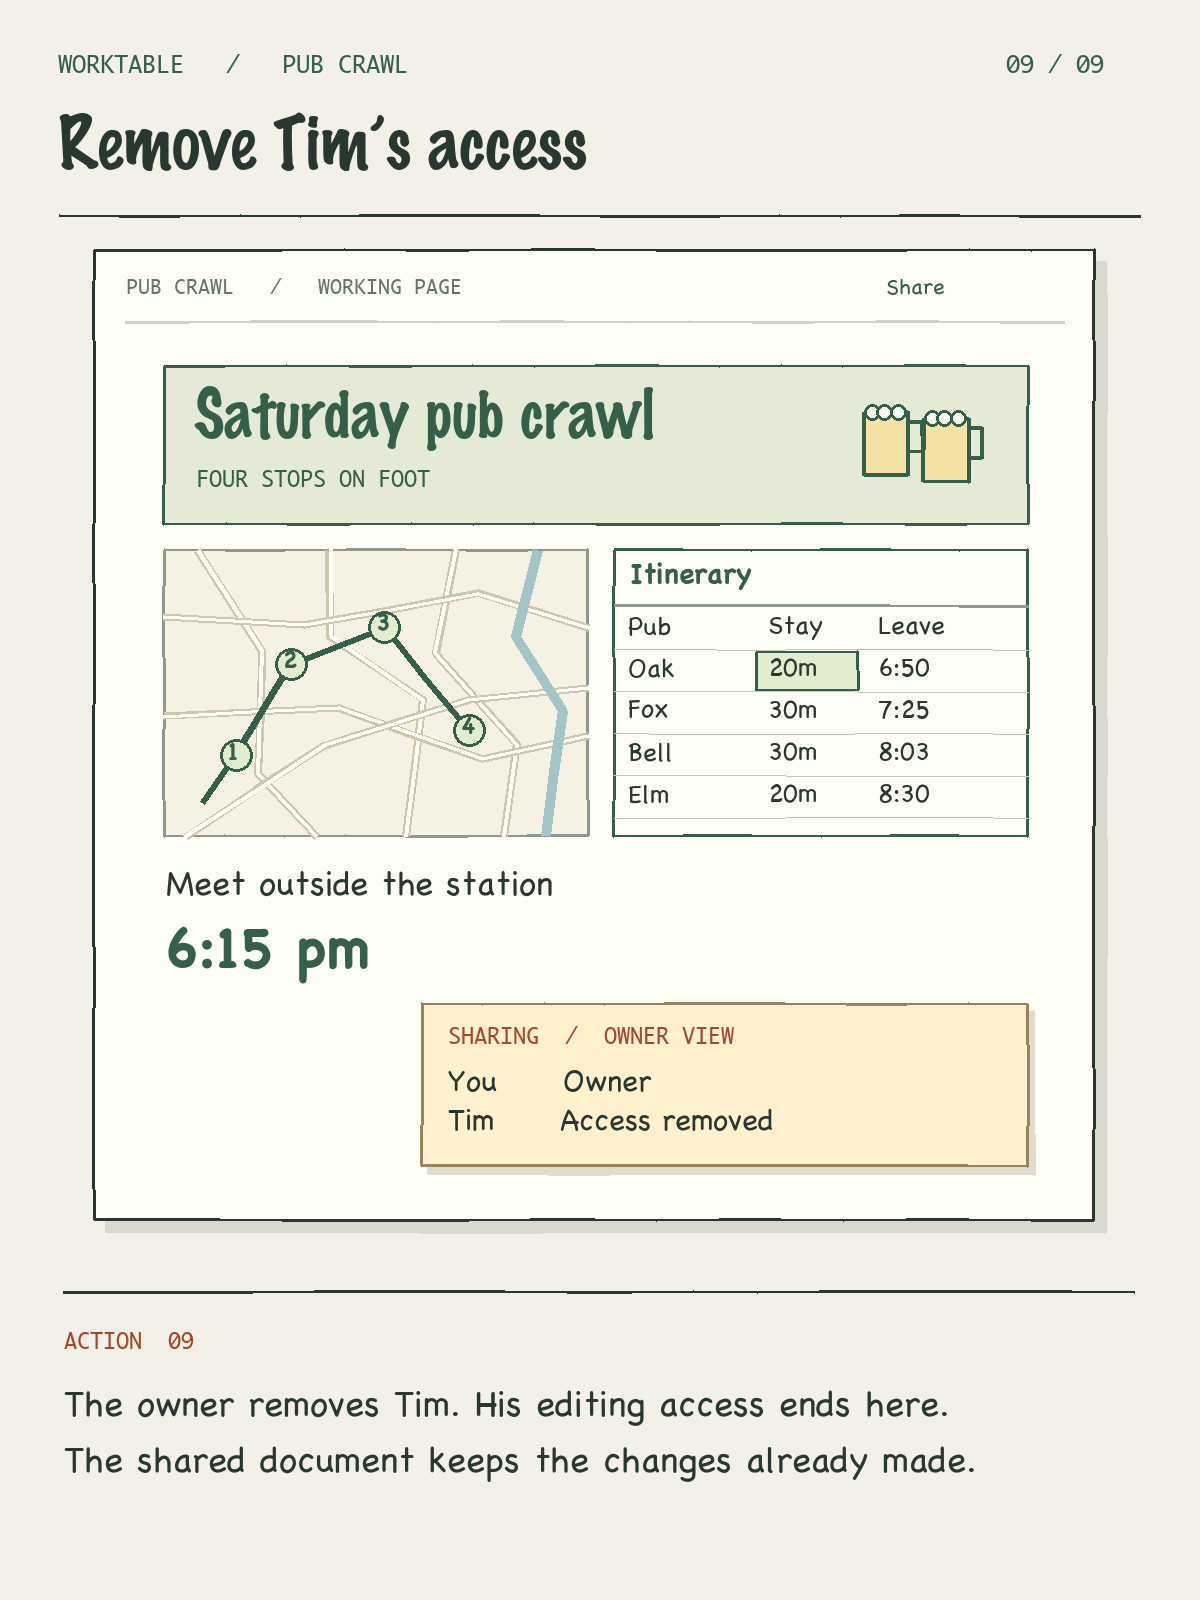 WORKTABLE / PUB CRAWL 09 / 09
Remove Tim's access
PUB CRAWL / WORKING PAGE Share
Saturday pub crawl
FOUR STOPS ON FOOT
1
2
3
4
Itinerary
Pub Stay Leave
Oak 20m 6:50
Fox 30m 7:25
Bell 30m 8:03
Elm 20m 8:30
Meet outside the station
6:15 pm
SHARING / OWNER VIEW
You Owner
Tim Access removed
ACTION 09
The owner removes Tim. His editing access ends here.
The shared document keeps the changes already made.